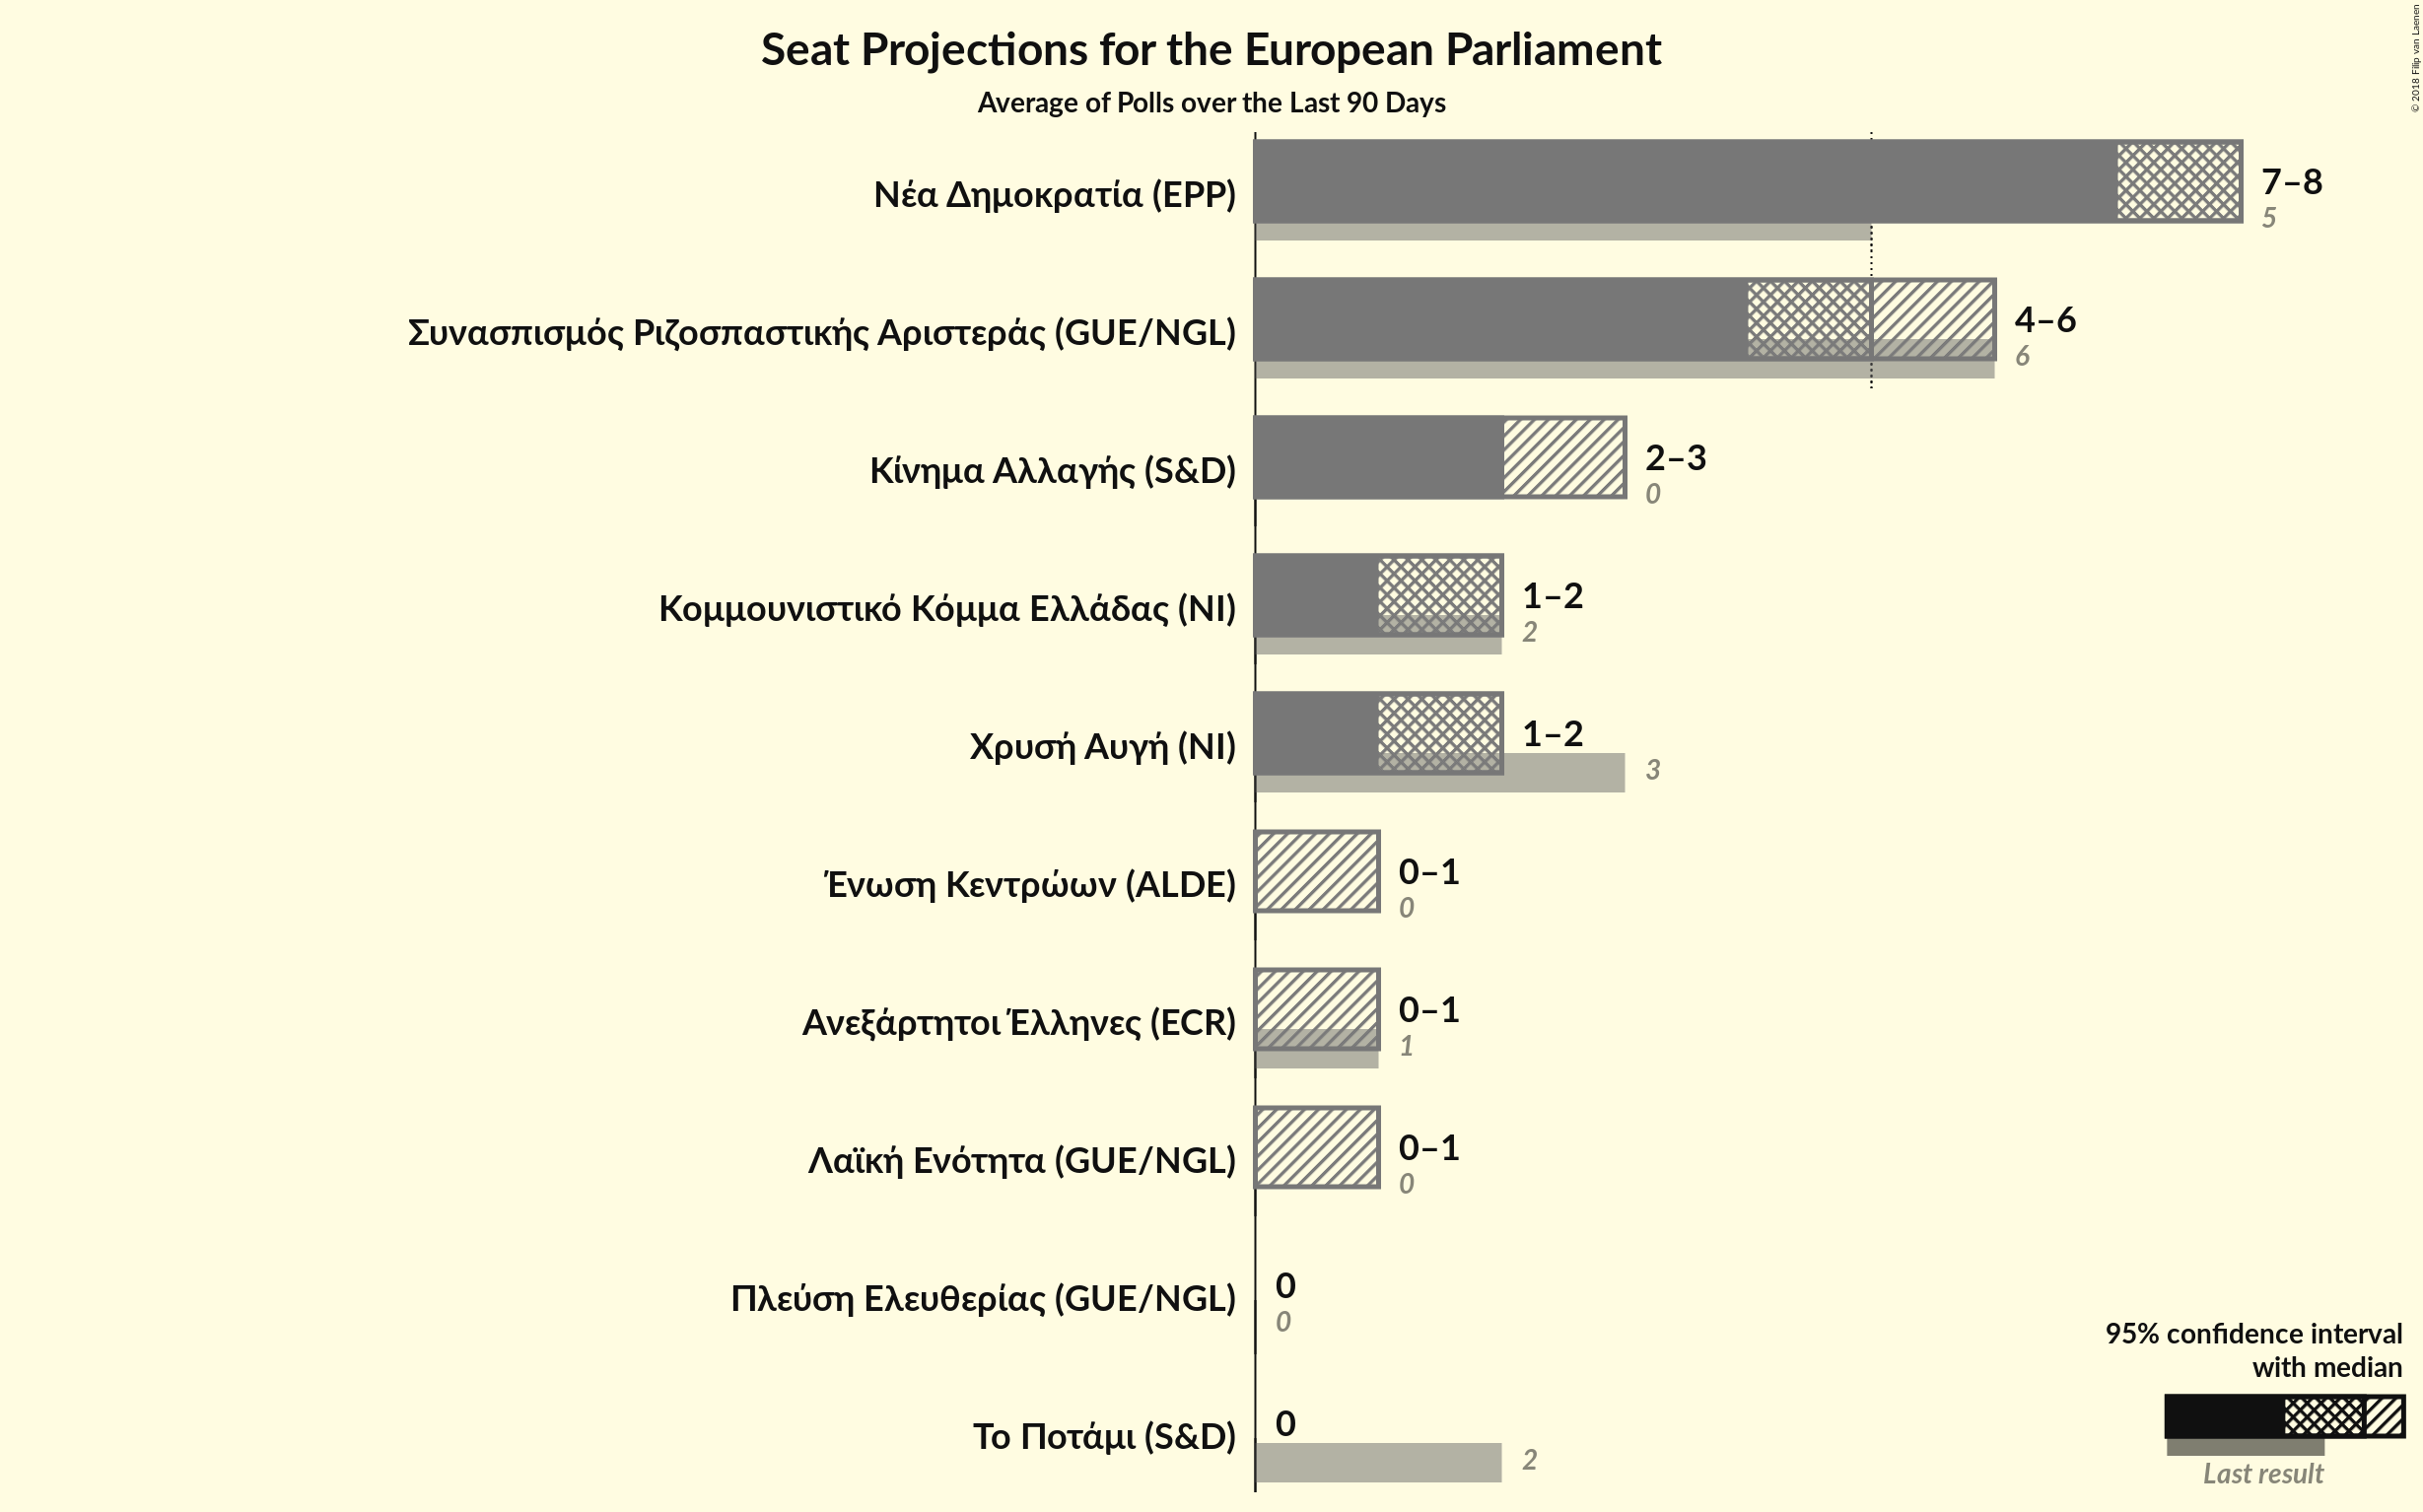 Seat Projections for the European Parliament
Average of Polls over the Last 90 Days
© 2018 Filip van Laenen
Νέα Δημοκρατία (EPP)
7–8
5
Συνασπισμός Ριζοσπαστικής Αριστεράς (GUE/NGL)
4–6
6
Κίνημα Αλλαγής (S&D)
2–3
0
Κομμουνιστικό Κόμμα Ελλάδας (NI)
1–2
2
Χρυσή Αυγή (NI)
1–2
3
Ένωση Κεντρώων (ALDE)
0–1
0
Ανεξάρτητοι Έλληνες (ECR)
0–1
1
Λαϊκή Ενότητα (GUE/NGL)
0–1
0
Πλεύση Ελευθερίας (GUE/NGL)
0
0
Το Ποτάμι (S&D)
0
2
95% confidence interval
with median
Last result